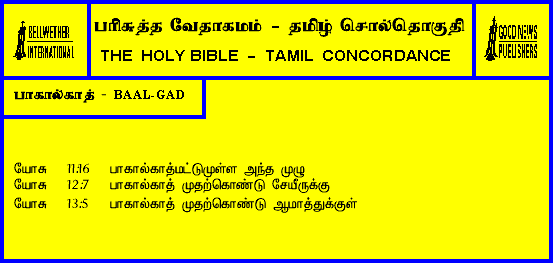 BELLWETHER
INTERNATIONAL
பரிசுத்த வேதாகமம் - தமிழ் சொல்தொகுதி
THE HOLY BIBLE - TAMIL CONCORDANCE
GOOD NEWS
PUBLISHERS
பாகால்காத் - BAAL-GAD
யோசு 11:16 பாகால்காத்மட்டுமுள்ள அந்த முழு
யோசு 12:7 பாகால்காத் முதற்கொண்டு சேயீருக்கு
யோசு 13:5 பாகால்காத் முதற்கொண்டு ஆமாத்துக்குள்